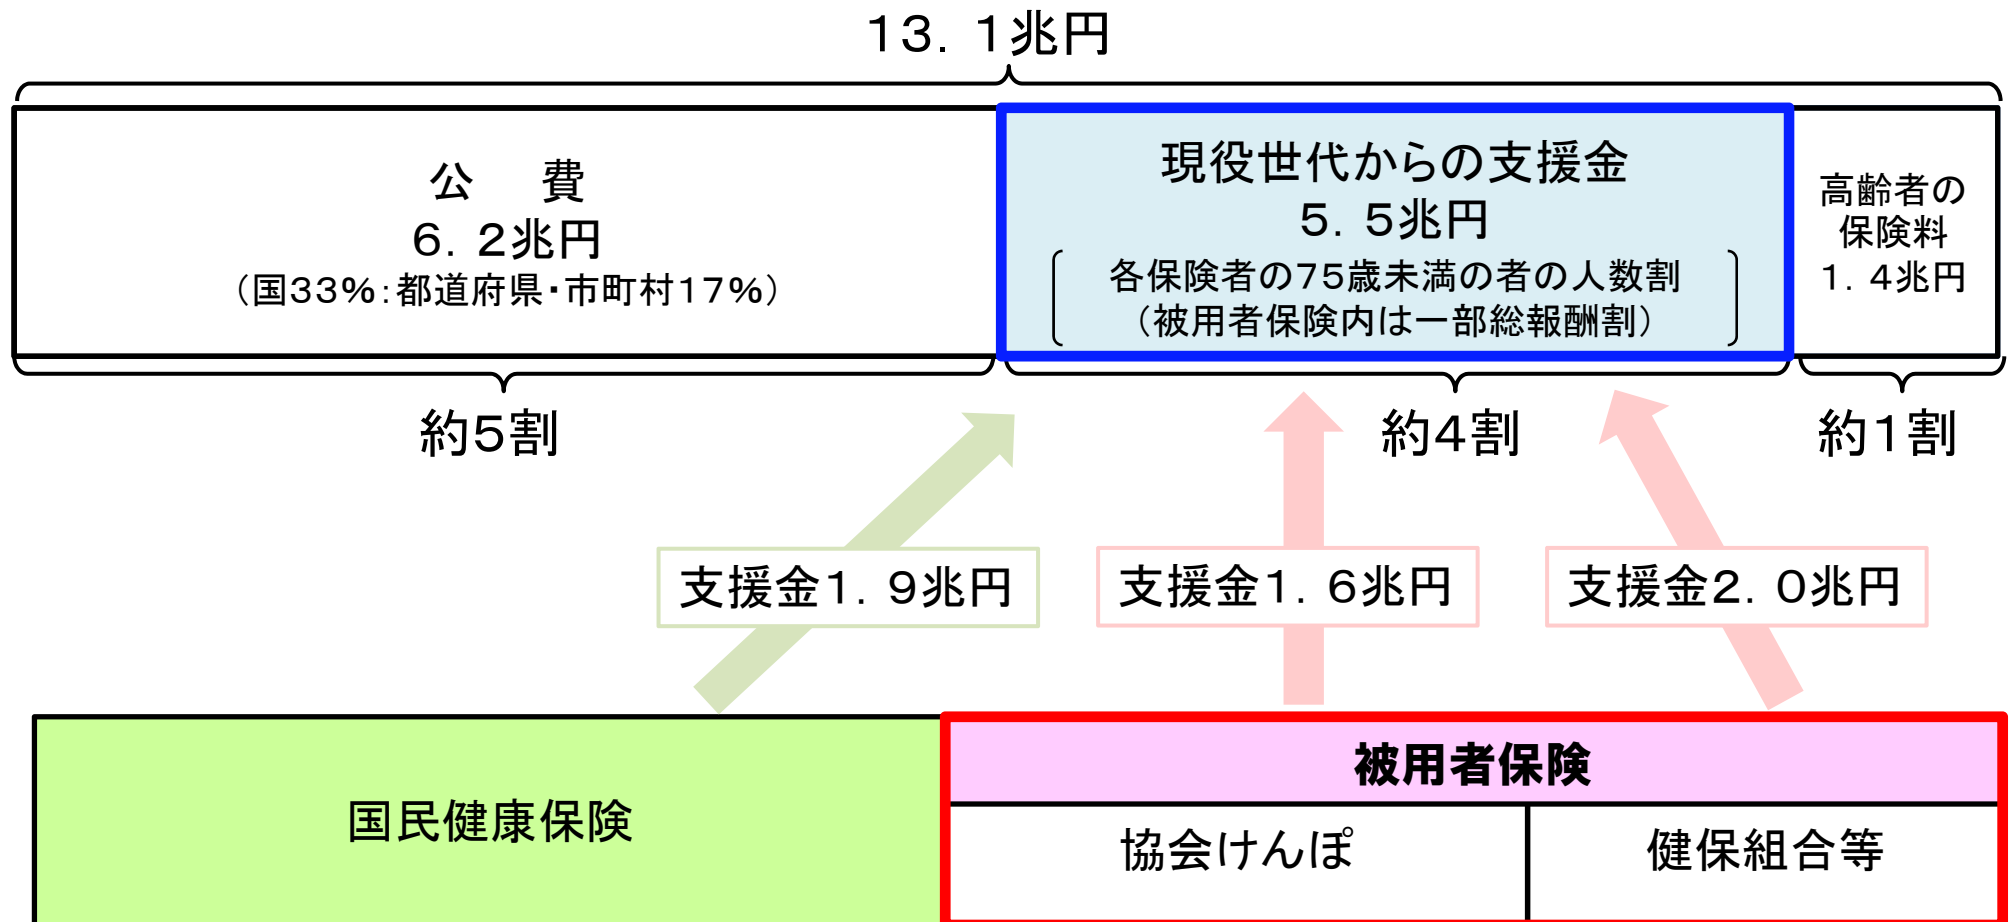 13.1兆円
公　費
6.2兆円
（国33％：都道府県・市町村17％）
現役世代からの支援金
5.5兆円
各保険者の75歳未満の者の人数割
（被用者保険内は一部総報酬割）
高齢者の
保険料
1.4兆円
約5割
約4割
約1割
支援金1.9兆円
支援金1.6兆円
支援金2.0兆円
国民健康保険
被用者保険
協会けんぽ
健保組合等